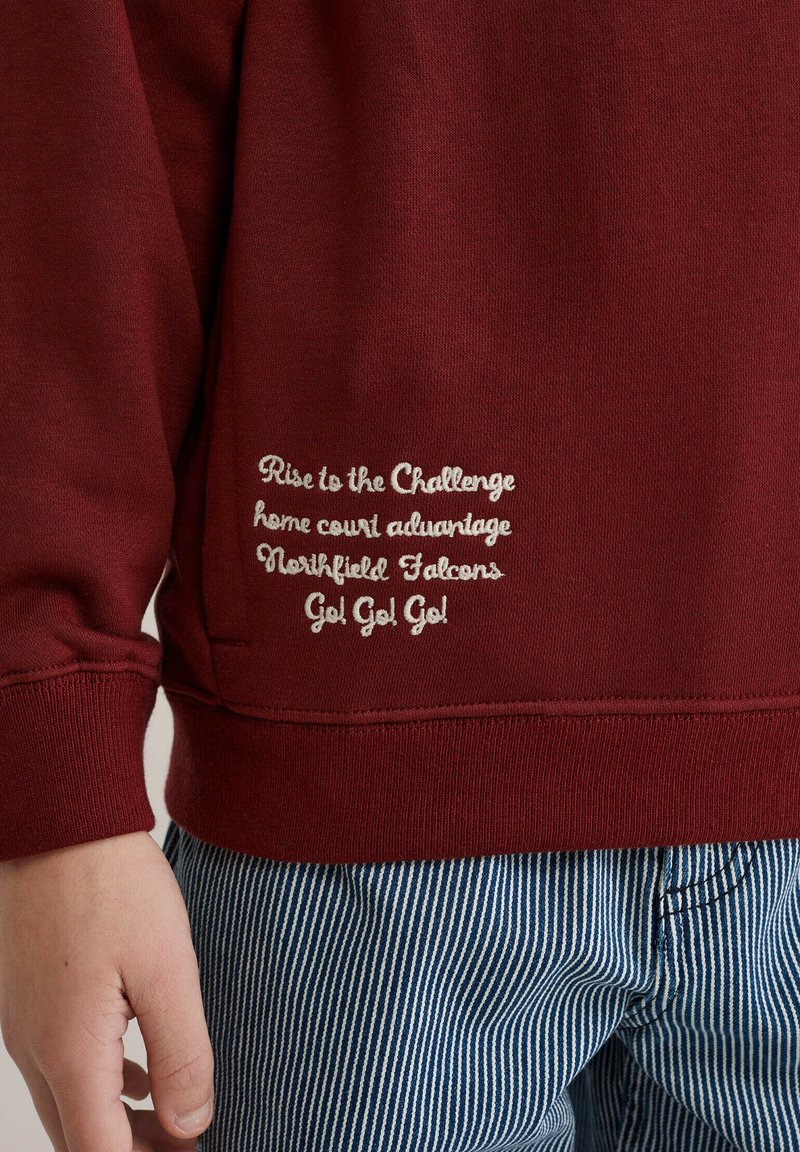 Rise to the Challenge
home court aduantage
Northfield Falcons
Go! Go! Go!